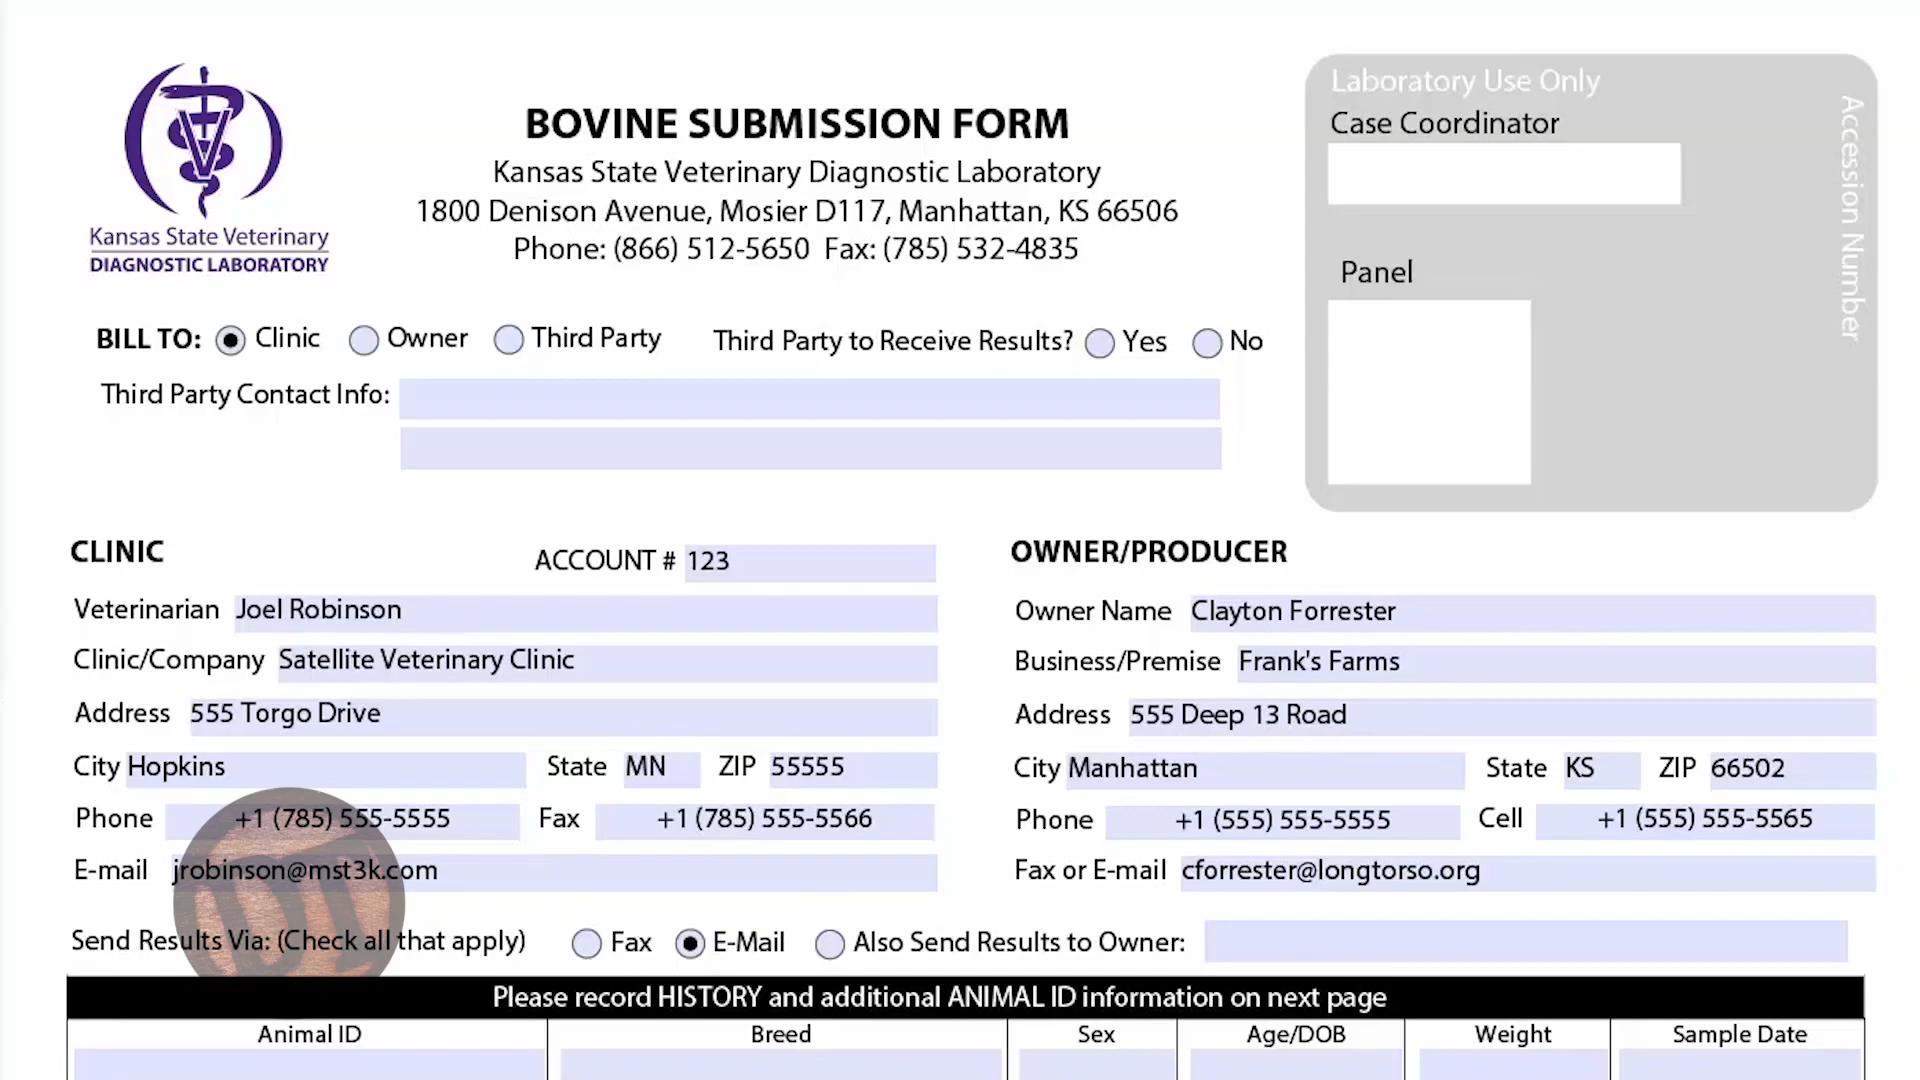 Kansas State Veterinary
DIAGNOSTIC LABORATORY
BOVINE SUBMISSION FORM
Kansas State Veterinary Diagnostic Laboratory
1800 Denison Avenue, Mosier D117, Manhattan, KS 66506
Phone: (866) 512-5650 Fax: (785) 532-4835
Laboratory Use Only
Case Coordinator
Panel
Accession Number
BILL TO: Clinic Owner Third Party Third Party to Receive Results? Yes No
Third Party Contact Info:
CLINIC ACCOUNT # 123
Veterinarian Joel Robinson
Clinic/Company Satellite Veterinary Clinic
Address 555 Torgo Drive
City Hopkins State MN ZIP 55555
Phone +1 (785) 555-5555 Fax +1 (785) 555-5566
E-mail jrobinson@mst3k.com
OWNER/PRODUCER
Owner Name Clayton Forrester
Business/Premise Frank's Farms
Address 555 Deep 13 Road
City Manhattan State KS ZIP 66502
Phone +1 (555) 555-5555 Cell +1 (555) 555-5565
Fax or E-mail cforrester@longtorso.org
Send Results Via: (Check all that apply) Fax E-Mail Also Send Results to Owner:
Please record HISTORY and additional ANIMAL ID information on next page
Animal ID Breed Sex Age/DOB Weight Sample Date